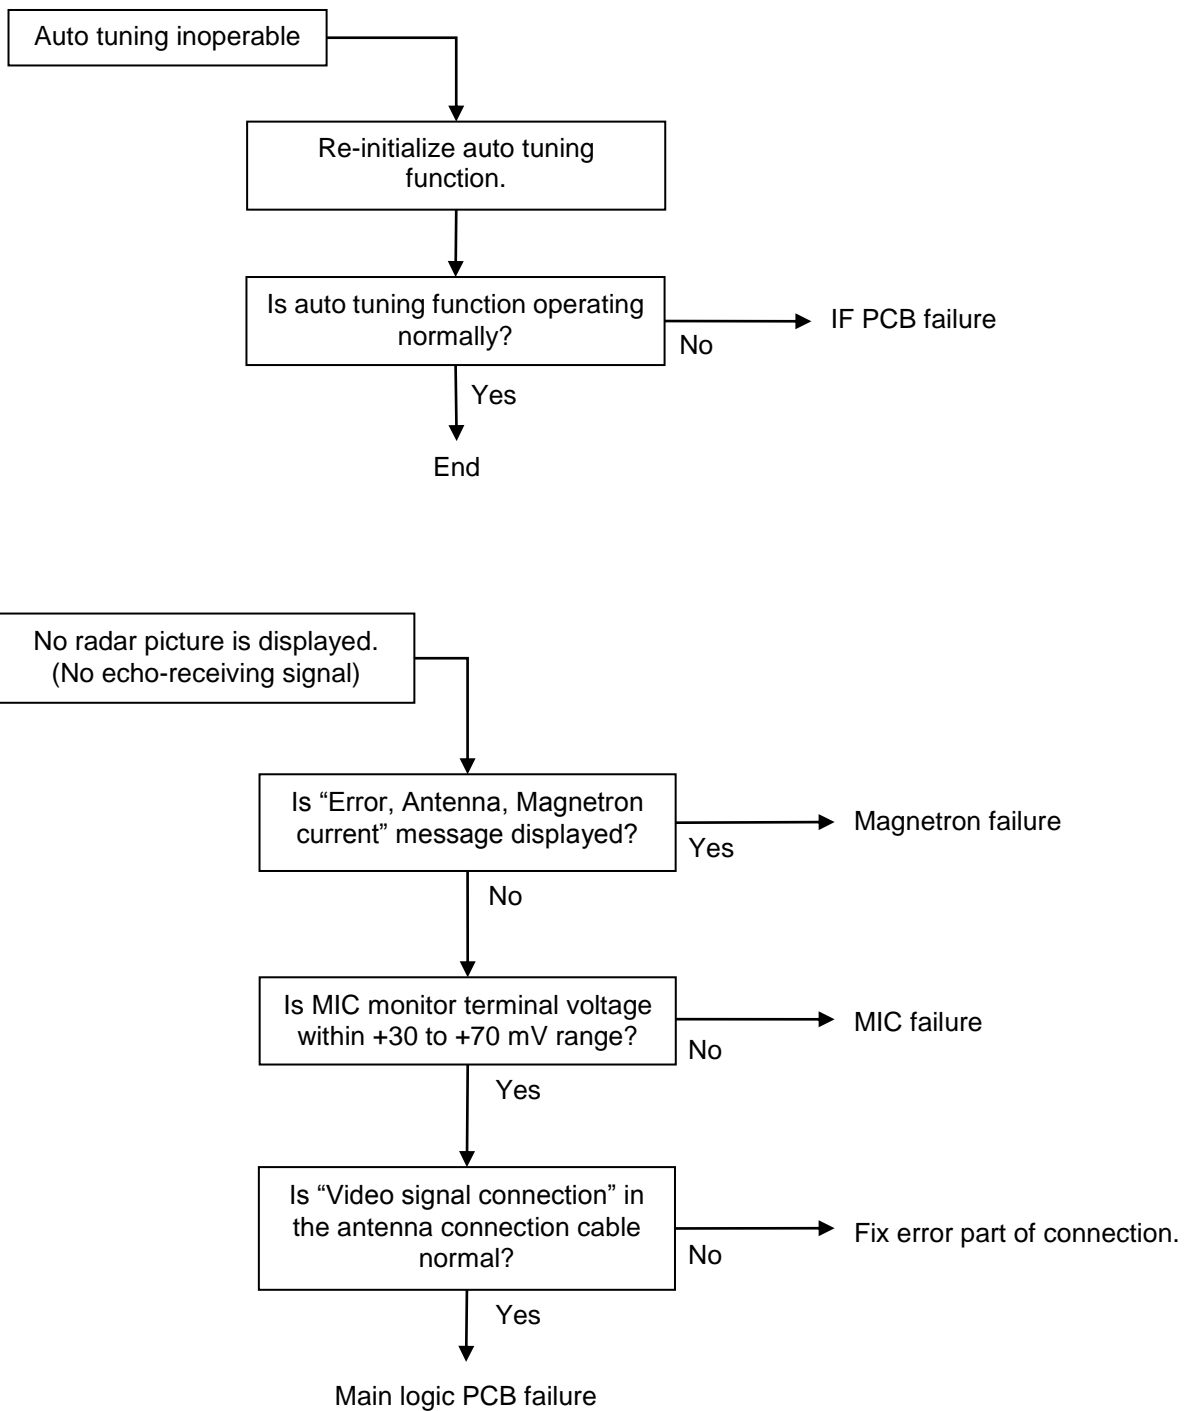 Auto tuning inoperable
Re-initialize auto tuning
function.
Is auto tuning function operating
normally?
No
IF PCB failure
Yes
End
No radar picture is displayed.
(No echo-receiving signal)
Is “Error, Antenna, Magnetron
current” message displayed?
Yes
Magnetron failure
No
Is MIC monitor terminal voltage
within +30 to +70 mV range?
No
MIC failure
Yes
Is “Video signal connection” in
the antenna connection cable
normal?
No
Fix error part of connection.
Yes
Main logic PCB failure